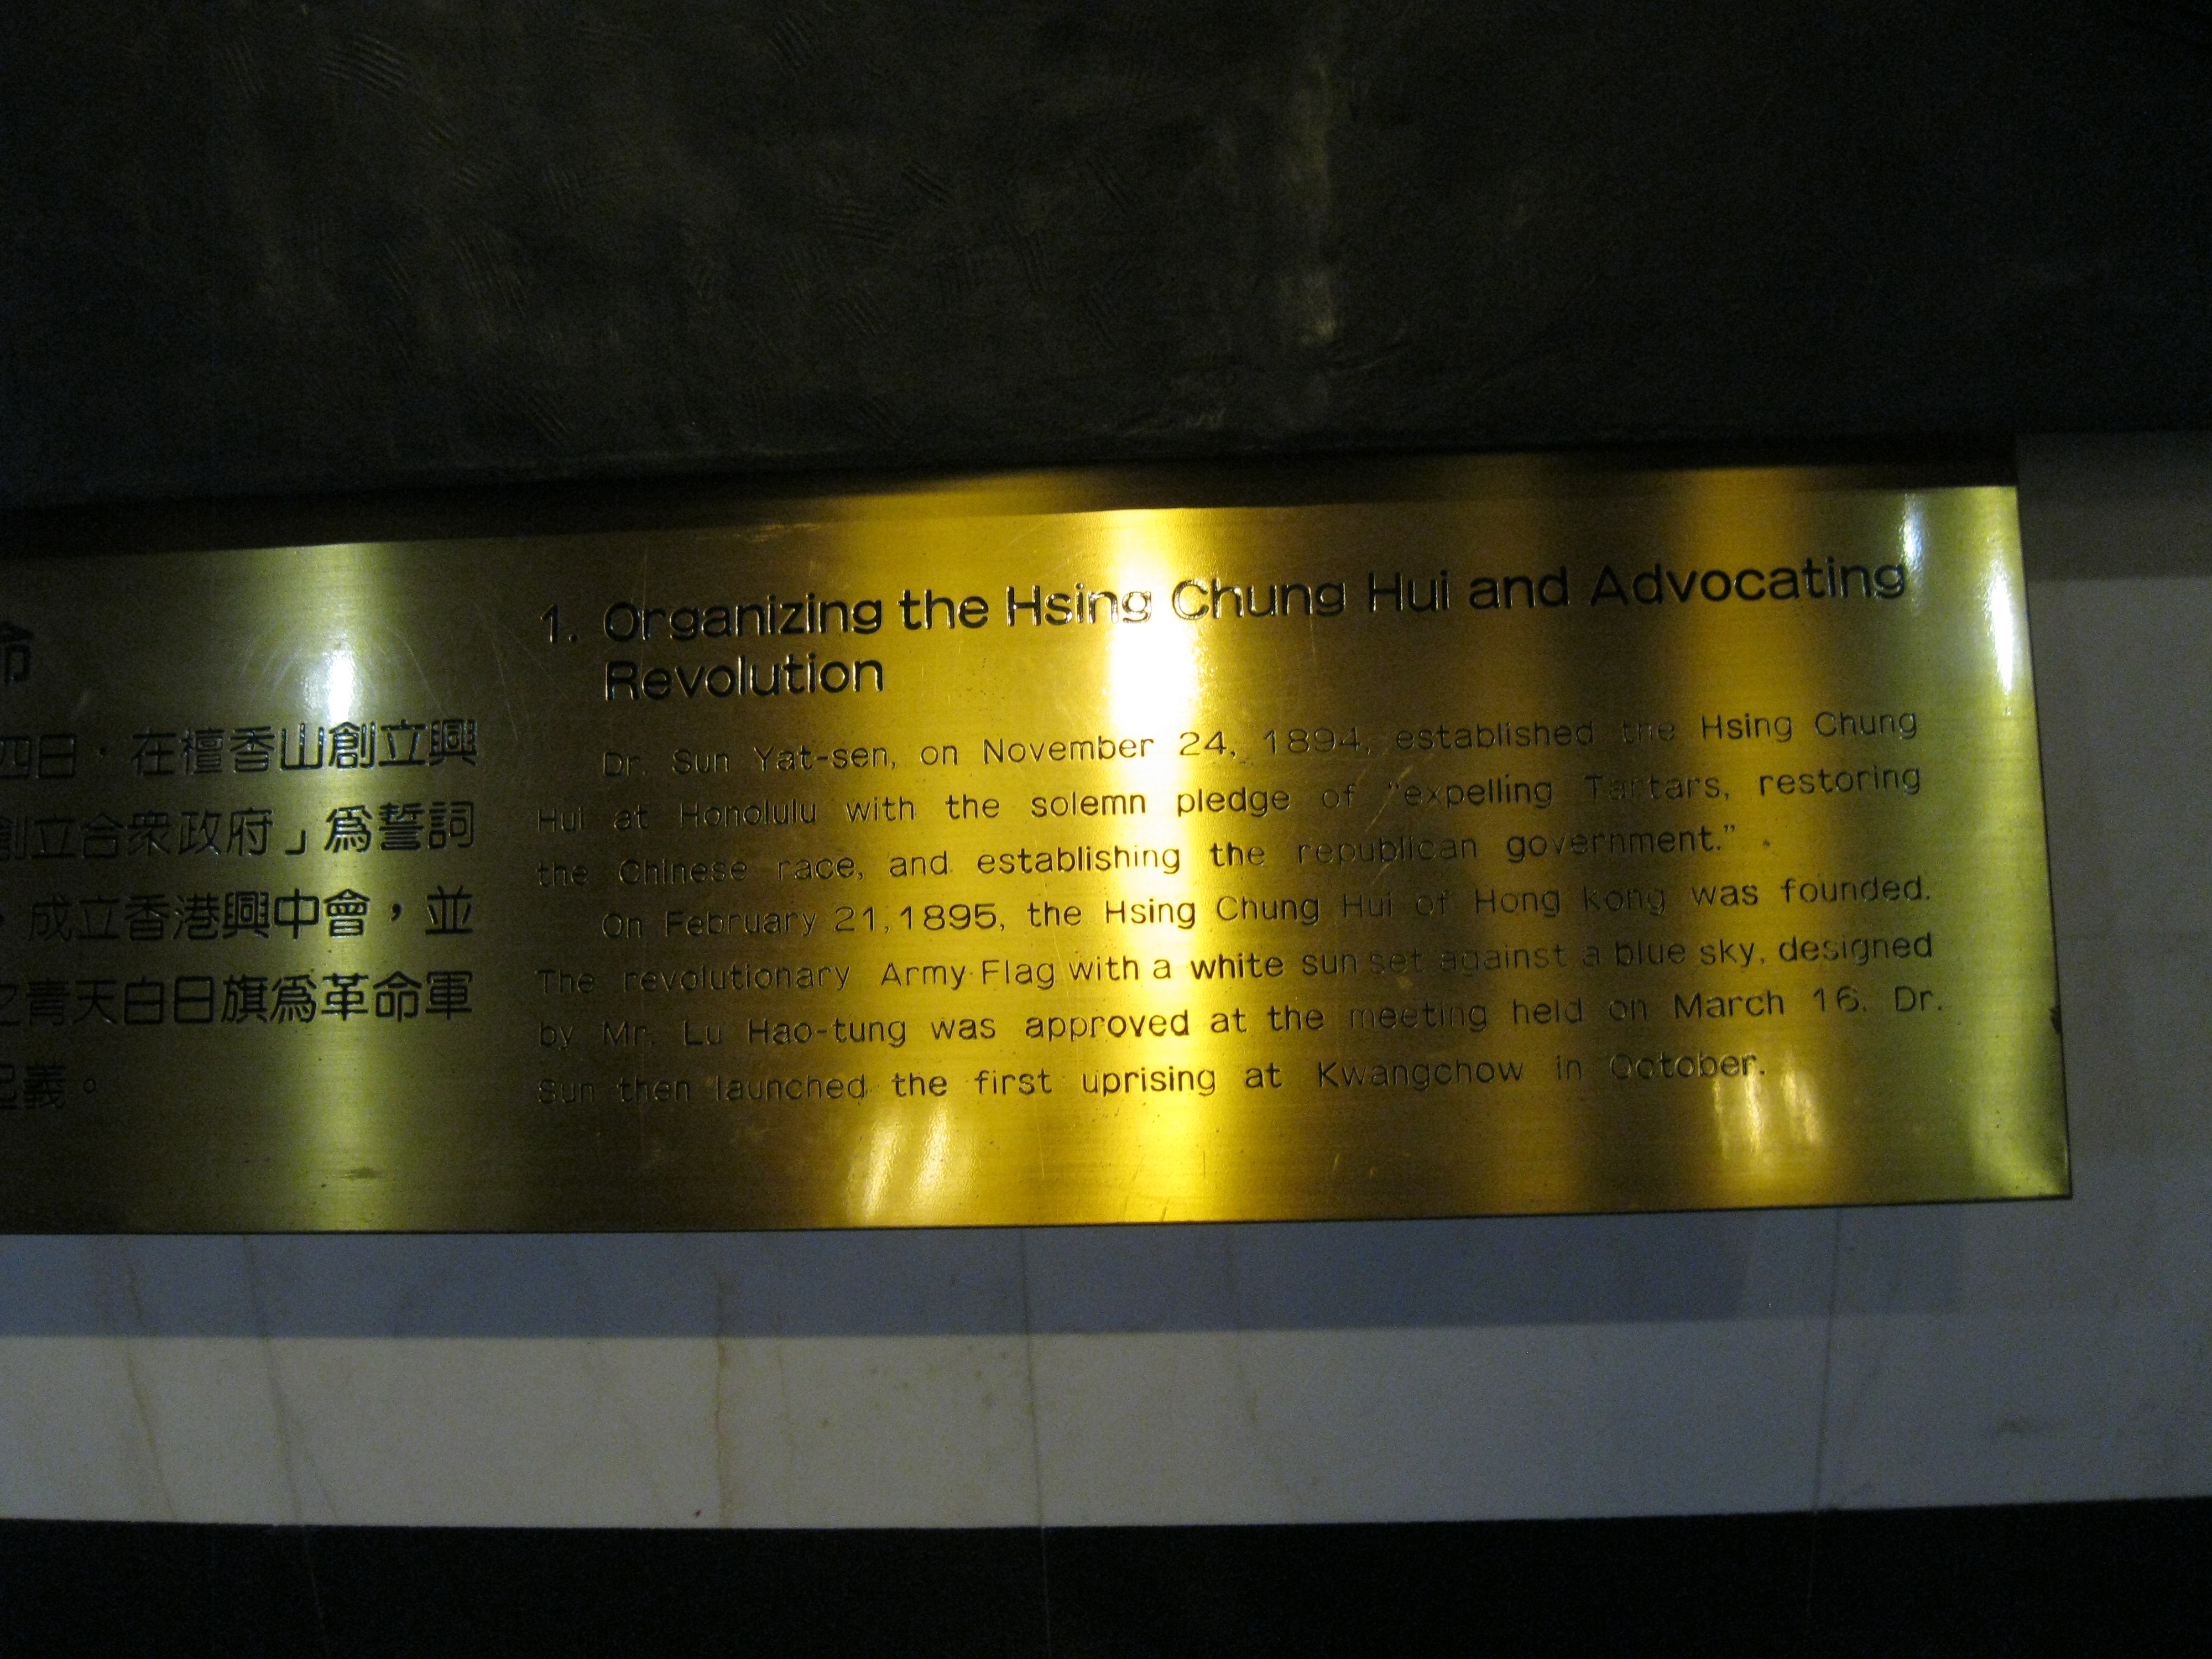 命
四日．在檀香山創立興
創立合衆政府」爲誓詞
，成立香港興中會，並
之青天白日旗爲革命軍
起義。
1. Organizing the Hsing Chung Hui and Advocating
Revolution
Dr. Sun Yat-sen, on November 24, 1894, established the Hsing Chung
Hui at Honolulu with the solemn pledge of "expelling Tartars, restoring
the Chinese race, and establishing the republican government."
On February 21,1895, the Hsing Chung Hui of Hong kong was founded.
The revolutionary Army Flag with a white sun set against a blue sky, designed
by Mr. Lu Hao-tung was approved at the meeting held on March 16. Dr.
Sun then launched the first uprising at Kwangchow in October.